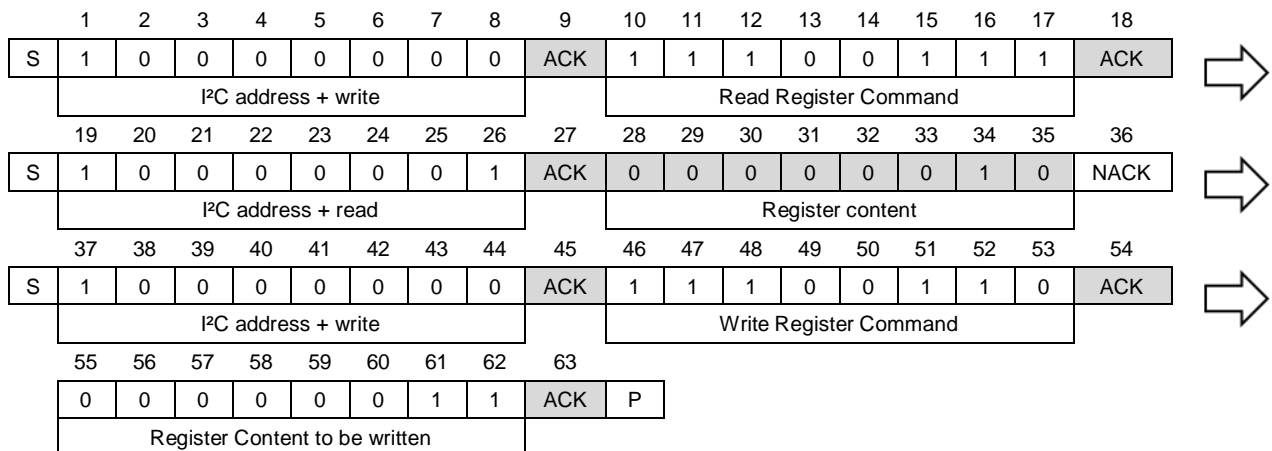 1 2 3 4 5 6 7 8 9 10 11 12 13 14 15 16 17 18
S 1 0 0 0 0 0 0 0 ACK 1 1 1 0 0 1 1 1 ACK
I²C address + write Read Register Command
19 20 21 22 23 24 25 26 27 28 29 30 31 32 33 34 35 36
S 1 0 0 0 0 0 0 1 ACK 0 0 0 0 0 0 1 0 NACK
I²C address + read Register content
37 38 39 40 41 42 43 44 45 46 47 48 49 50 51 52 53 54
S 1 0 0 0 0 0 0 0 ACK 1 1 1 0 0 1 1 0 ACK
I²C address + write Write Register Command
55 56 57 58 59 60 61 62 63
0 0 0 0 0 0 1 1 ACK P
Register Content to be written